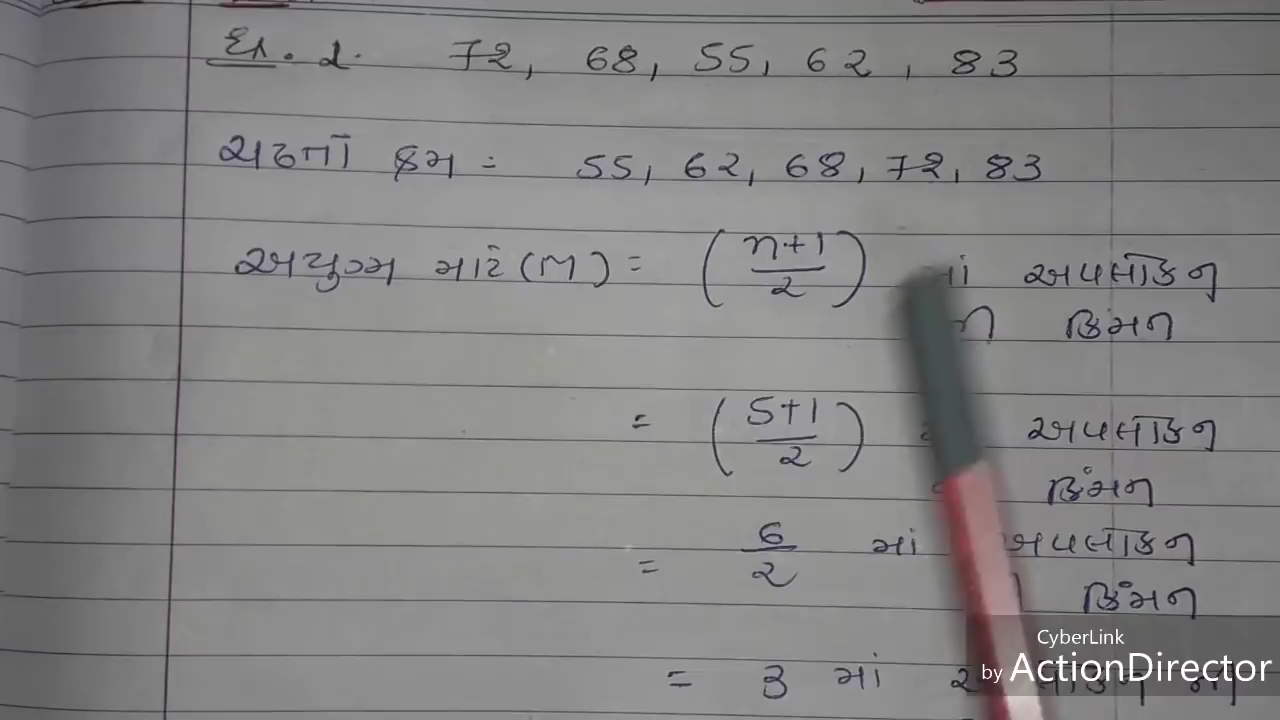 દા. 1. 72, 68, 55, 62, 83
ચઢતો ક્રમ = 55, 62, 68, 72, 83
અયુગ્મ માટે (M) = (n+1/2) માં અવલોકન
ન કિંમત
= (5+1/2) અવલોકન
કિંમત
= 6/2 માં અવલોકન
કિંમત
= 3 માં
CyberLink
by ActionDirector